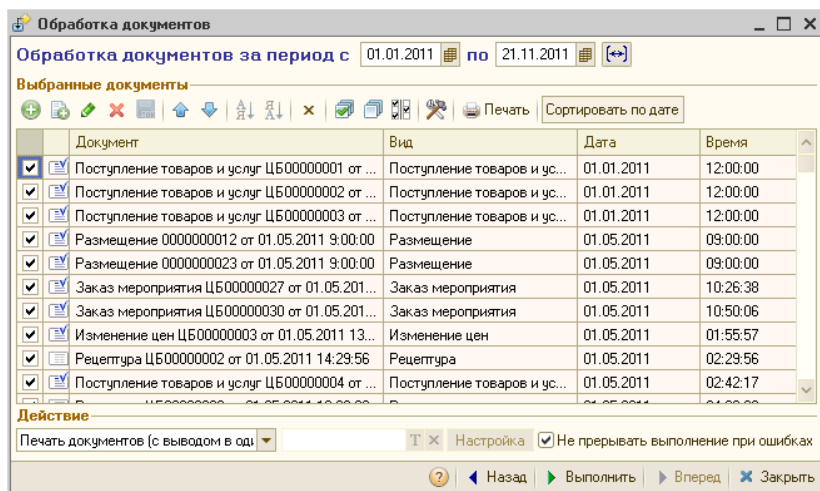 Обработка документов
Обработка документов за период с 01.01.2011 по 21.11.2011
Выбранные документы
Печать Сортировать по дате
Документ Вид Дата Время
Поступление товаров и услуг ЦБ00000001 от ... Поступление товаров и ус... 01.01.2011 12:00:00
Поступление товаров и услуг ЦБ00000002 от ... Поступление товаров и ус... 01.01.2011 12:00:00
Поступление товаров и услуг ЦБ00000003 от ... Поступление товаров и ус... 01.01.2011 12:00:00
Размещение 0000000012 от 01.05.2011 9:00:00 Размещение 01.05.2011 09:00:00
Размещение 0000000023 от 01.05.2011 9:00:00 Размещение 01.05.2011 09:00:00
Заказ мероприятия ЦБ00000027 от 01.05.201... Заказ мероприятия 01.05.2011 10:26:38
Заказ мероприятия ЦБ00000030 от 01.05.201... Заказ мероприятия 01.05.2011 10:50:06
Изменение цен ЦБ00000003 от 01.05.2011 13... Изменение цен 01.05.2011 01:55:57
Рецептура ЦБ00000002 от 01.05.2011 14:29:56 Рецептура 01.05.2011 02:29:56
Поступление товаров и услуг ЦБ00000004 от ... Поступление товаров и ус... 01.05.2011 02:42:17
Действие
Печать документов (с выводом в оди T Настройка Не прерывать выполнение при ошибках
Назад Выполнить Вперед Закрыть